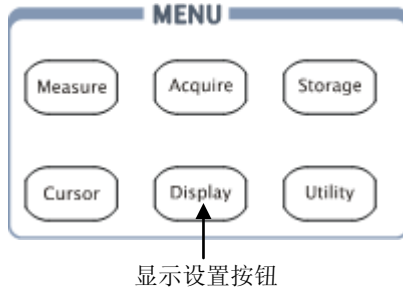 MENU
Measure Acquire Storage
Cursor Display Utility
显示设置按钮